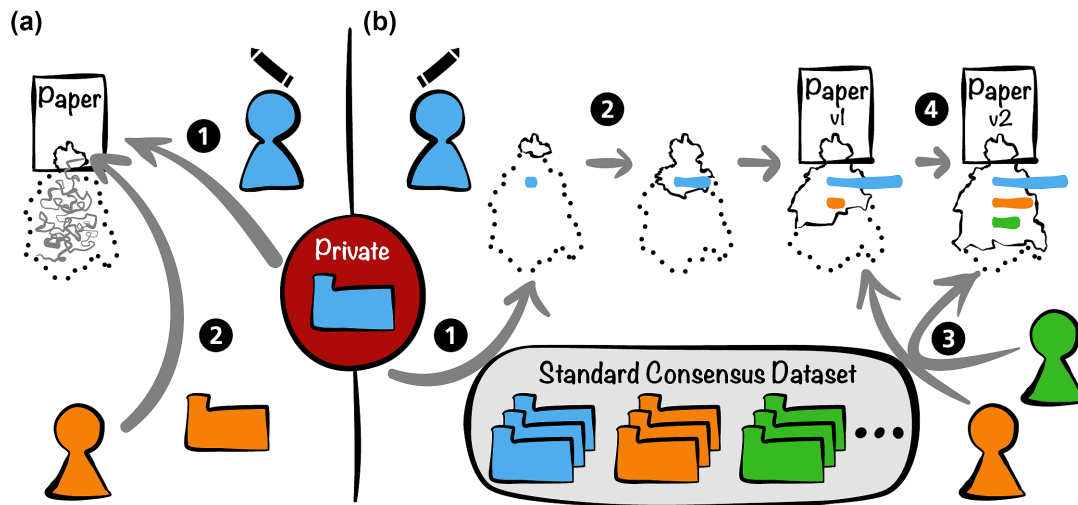 (a)
Paper
1
2
Private
(b)
1
2
Paper
v1
4
Paper
v2
3
Standard Consensus Dataset